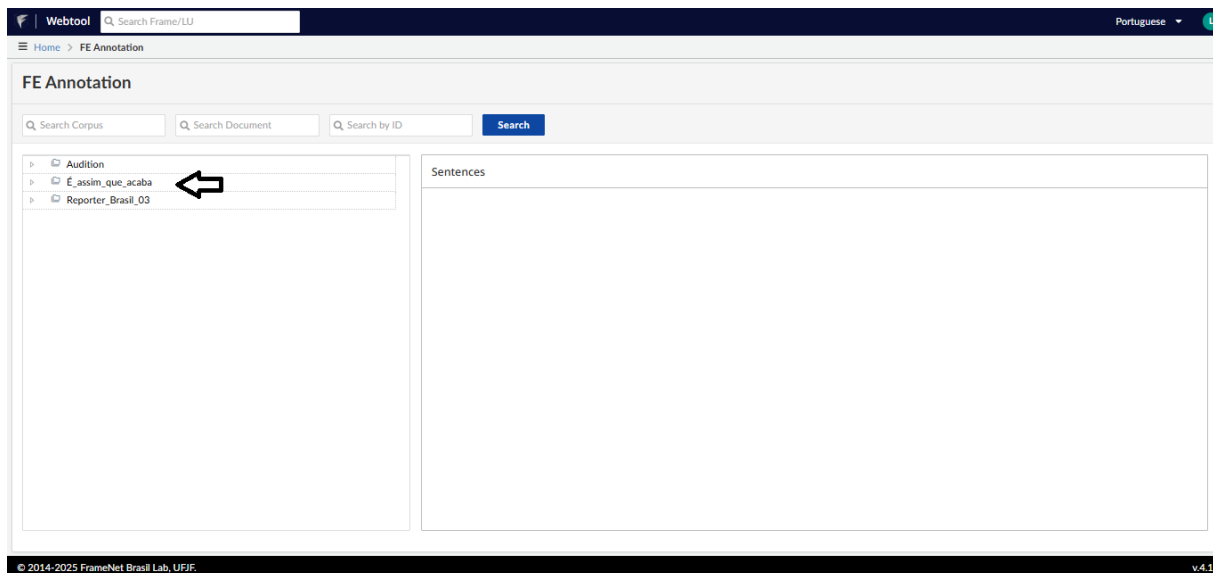 Webtool Search Frame/LU Portuguese L
Home > FE Annotation
FE Annotation
Search Corpus Search Document Search by ID Search
Audition
É_assim_que_acaba
Reporter_Brasil_03
Sentences
© 2014-2025 FrameNet Brasil Lab, UFJF. v.4.1